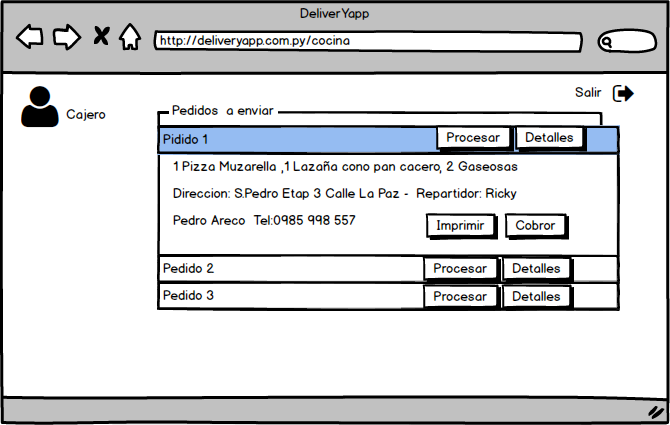 DeliverYapp
http://deliveryapp.com.py/cocina
Salir
Cajero
Pedidos a enviar
Pidido 1 Procesar Detalles
1 Pizza Muzarella ,1 Lazaña cono pan cacero, 2 Gaseosas
Direccion: S.Pedro Etap 3 Calle La Paz - Repartidor: Ricky
Pedro Areco Tel:0985 998 557 Imprimir Cobror
Pedido 2 Procesar Detalles
Pedido 3 Procesar Detalles